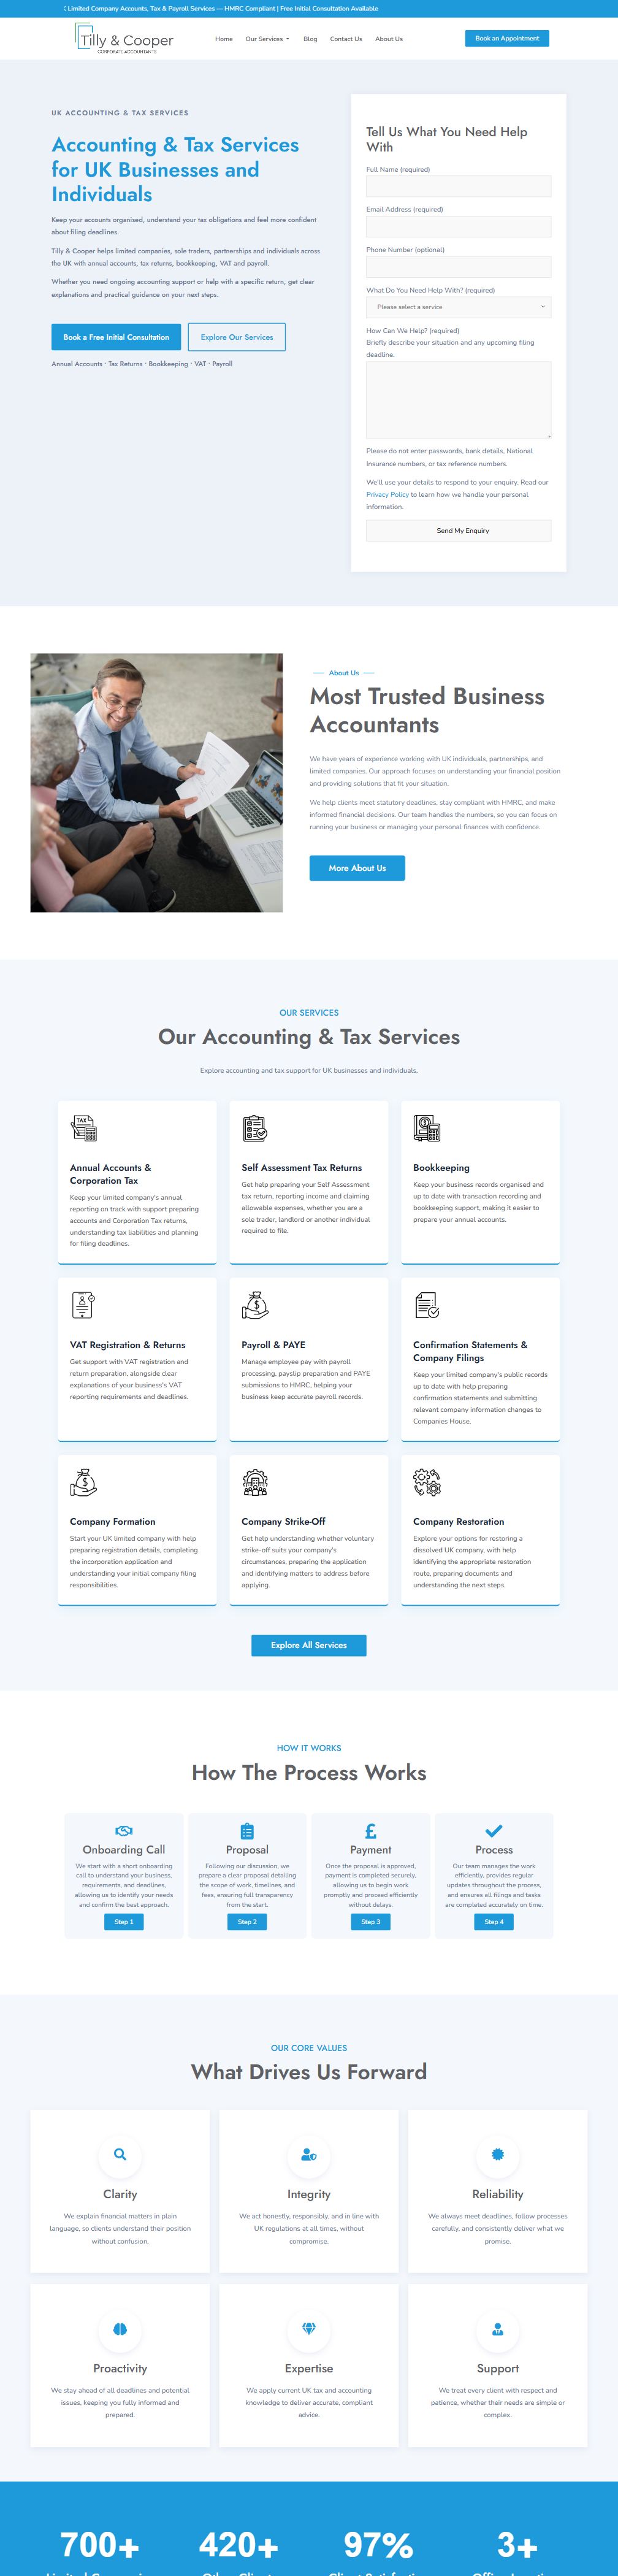 Limited Company Accounts, Tax & Payroll Services — HMRC Compliant | Free Initial Consultation Available
Tilly & Cooper
CORPORATE ACCOUNTANTS
Home
Our Services
Blog
Contact Us
About Us
Book an Appointment
UK ACCOUNTING & TAX SERVICES
Accounting & Tax Services
for UK Businesses and
Individuals
Keep your accounts organised, understand your tax obligations and feel more confident
about filing deadlines.
Tilly & Cooper helps limited companies, sole traders, partnerships and individuals across
the UK with annual accounts, tax returns, bookkeeping, VAT and payroll.
Whether you need ongoing accounting support or help with a specific return, get clear
explanations and practical guidance on your next steps.
Book a Free Initial Consultation
Explore Our Services
Annual Accounts · Tax Returns · Bookkeeping · VAT · Payroll
Tell Us What You Need Help
With
Full Name (required)
Email Address (required)
Phone Number (optional)
What Do You Need Help With? (required)
Please select a service
How Can We Help? (required)
Briefly describe your situation and any upcoming filing
deadline.
Please do not enter passwords, bank details, National
Insurance numbers, or tax reference numbers.
We'll use your details to respond to your enquiry. Read our
Privacy Policy to learn how we handle your personal
information.
Send My Enquiry
About Us
Most Trusted Business
Accountants
We have years of experience working with UK individuals, partnerships, and
limited companies. Our approach focuses on understanding your financial position
and providing solutions that fit your situation.
We help clients meet statutory deadlines, stay compliant with HMRC, and make
informed financial decisions. Our team handles the numbers, so you can focus on
running your business or managing your personal finances with confidence.
More About Us
OUR SERVICES
Our Accounting & Tax Services
Explore accounting and tax support for UK businesses and individuals.
TAX
Annual Accounts &
Corporation Tax
Keep your limited company's annual
reporting on track with support preparing
accounts and Corporation Tax returns,
understanding tax liabilities and planning
for filing deadlines.
Self Assessment Tax Returns
Get help preparing your Self Assessment
tax return, reporting income and claiming
allowable expenses, whether you are a
sole trader, landlord or another individual
required to file.
Bookkeeping
Keep your business records organised and
up to date with transaction recording and
bookkeeping support, making it easier to
prepare your annual accounts.
VAT Registration & Returns
Get support with VAT registration and
return preparation, alongside clear
explanations of your business's VAT
reporting requirements and deadlines.
Payroll & PAYE
Manage employee pay with payroll
processing, payslip preparation and PAYE
submissions to HMRC, helping your
business keep accurate payroll records.
Confirmation Statements &
Company Filings
Keep your limited company's public records
up to date with help preparing
confirmation statements and submitting
relevant company information changes to
Companies House.
Company Formation
Start your UK limited company with help
preparing registration details, completing
the incorporation application and
understanding your initial company filing
responsibilities.
Company Strike-Off
Get help understanding whether voluntary
strike-off suits your company's
circumstances, preparing the application
and identifying matters to address before
applying.
Company Restoration
Explore your options for restoring a
dissolved UK company, with help
identifying the appropriate restoration
route, preparing documents and
understanding the next steps.
Explore All Services
HOW IT WORKS
How The Process Works
Onboarding Call
We start with a short onboarding
call to understand your business,
requirements, and deadlines,
allowing us to identify your needs
and confirm the best approach.
Step 1
Proposal
Following our discussion, we
prepare a clear proposal detailing
the scope of work, timelines, and
fees, ensuring full transparency
from the start.
Step 2
Payment
Once the proposal is approved,
payment is completed securely,
allowing us to begin work
promptly and proceed efficiently
without delays.
Step 3
Process
Our team manages the work
efficiently, provides regular
updates throughout the process,
and ensures all filings and tasks
are completed accurately on time.
Step 4
OUR CORE VALUES
What Drives Us Forward
Clarity
We explain financial matters in plain
language, so clients understand their position
without confusion.
Integrity
We act honestly, responsibly, and in line with
UK regulations at all times, without
compromise.
Reliability
We always meet deadlines, follow processes
carefully, and consistently deliver what we
promise.
Proactivity
We stay ahead of all deadlines and potential
issues, keeping you fully informed and
prepared.
Expertise
We apply current UK tax and accounting
knowledge to deliver accurate, compliant
advice.
Support
We treat every client with respect and
patience, whether their needs are simple or
complex.
700+
420+
97%
3+